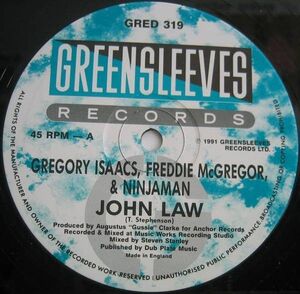 GRED 319
GREENSLEEVES
RECORDS
45 RPM – A
℗ 1991 GREENSLEEVES
RECORDS LTD.
GREGORY ISAACS, FREDDIE McGREGOR,
& NINJAMAN
JOHN LAW
(T. Stephenson)
Produced by Augustus "Gussie" Clarke for Anchor Records
Recorded & Mixed at Music Works Recording Studio
Mixed by Steven Stanley
Published by Dub Plate Music
Made in England
ALL RIGHTS OF THE MANUFACTURER AND OWNER OF THE RECORDED WORK RESERVED · UNAUTHORISED PUBLIC PERFORMANCE, BROADCASTING OR COPYING PROHIBITED